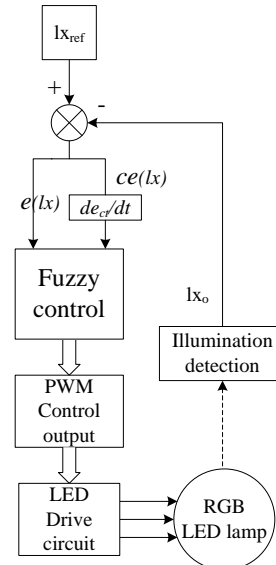 lx_ref
+
-
e(lx)
ce(lx)
de_ct/dt
Fuzzy
control
lx_o
Illumination
detection
PWM
Control
output
LED
Drive
circuit
RGB
LED lamp